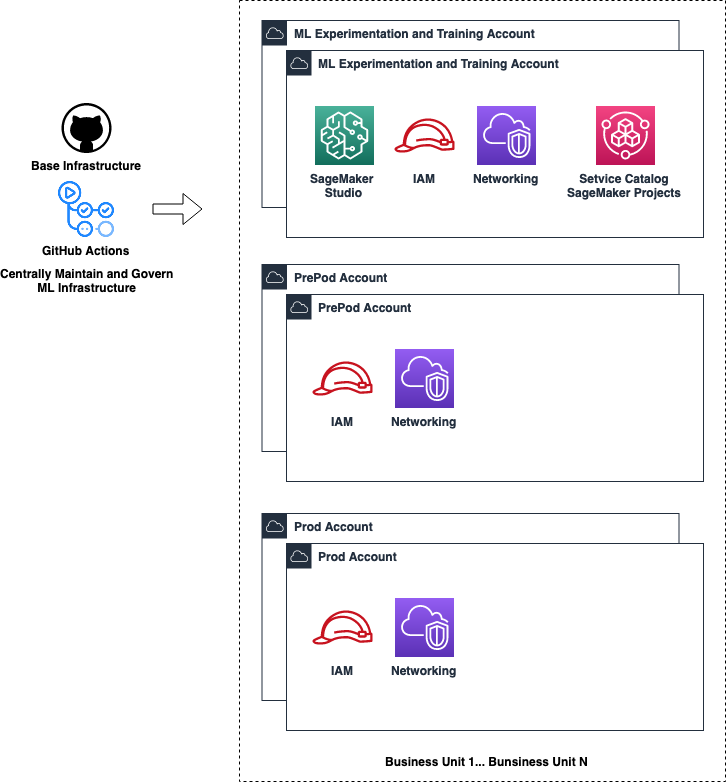 ML Experimentation and Training Account
ML Experimentation and Training Account
Base Infrastructure
SageMaker
Studio
IAM
Networking
Setvice Catalog
SageMaker Projects
GitHub Actions
Centrally Maintain and Govern
ML Infrastructure
PrePod Account
PrePod Account
IAM
Networking
Prod Account
Prod Account
IAM
Networking
Business Unit 1... Bunsiness Unit N